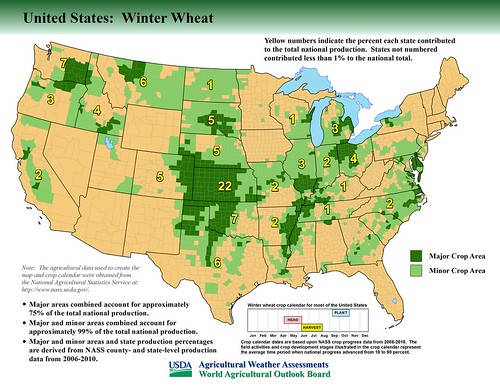 United States: Winter Wheat
Yellow numbers indicate the percent each state contributed
to the total national production. States not numbered
contributed less than 1% to the national total.
7
6
1
3
4
5
1
3
2
5
22
2
3
2
4
1
1
2
7
2
2
2
6
Major Crop Area
Minor Crop Area
Note: The agricultural data used to create the
map and crop calendar were obtained from
the National Agricultural Statistics Service at:
http://www.nass.usda.gov/.
• Major areas combined account for approximately
75% of the total national production.
• Major and minor areas combined account for
approximately 99% of the total national production.
• Major and minor areas and state production percentages
are derived from NASS county- and state-level production
data from 2006-2010.
Winter wheat crop calendar for most of the United States
PLANT
HEAD
HARVEST
Jan Feb Mar Apr May Jun Jul Aug Sep Oct Nov Dec
Crop calendar dates are based upon NASS crop progress data from 2006-2010. The
field activities and crop development stages illustrated in the crop calendar represent
the average time period when national progress advanced from 10 to 90 percent.
USDA Agricultural Weather Assessments
World Agricultural Outlook Board